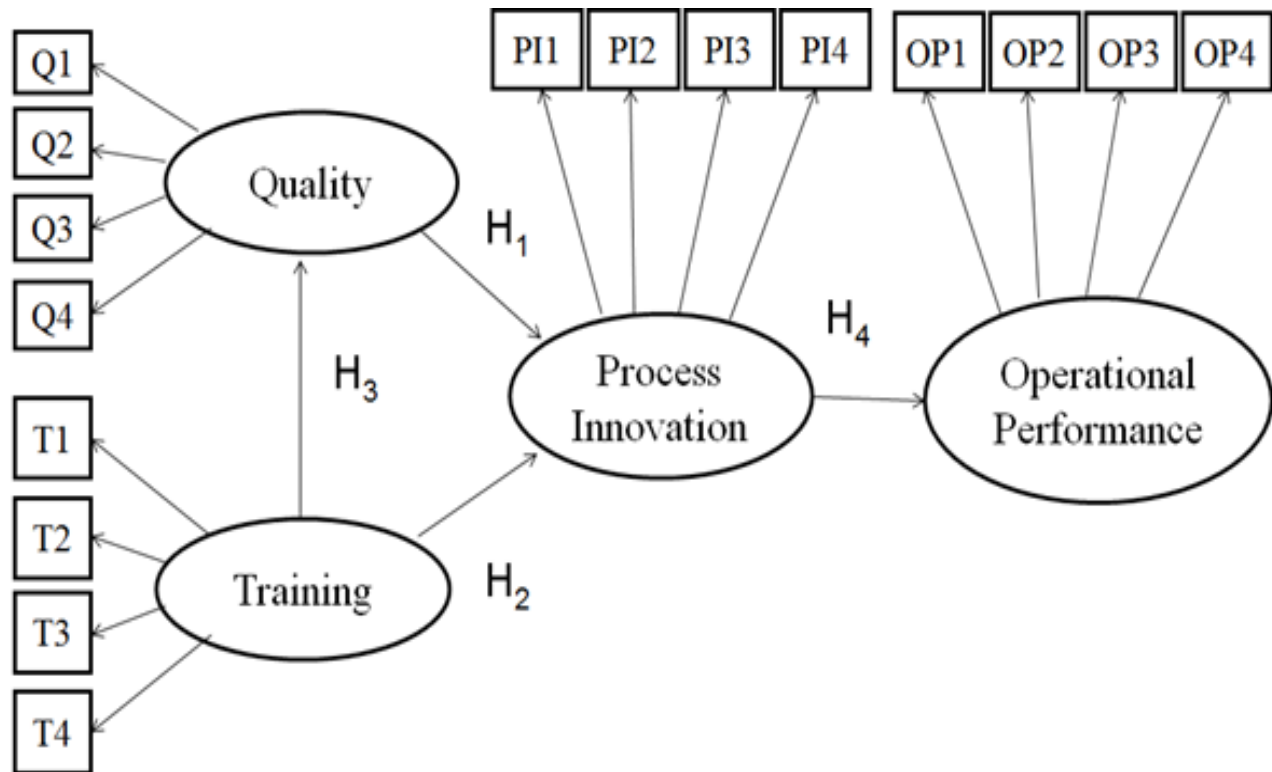 Q1
Q2
Q3
Q4
Quality
H₁
PI1
PI2
PI3
PI4
OP1
OP2
OP3
OP4
H₃
Process
Innovation
H₄
Operational
Performance
T1
T2
T3
T4
Training
H₂